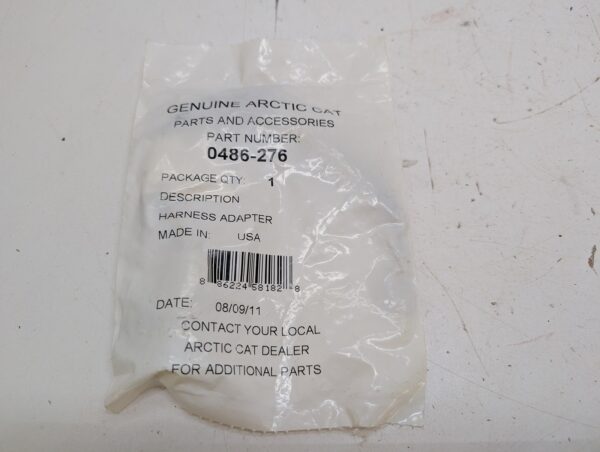 GENUINE ARCTIC CAT
PARTS AND ACCESSORIES
PART NUMBER:
0486-276
PACKAGE QTY: 1
DESCRIPTION
HARNESS ADAPTER
MADE IN: USA
8 86224 58182 8
DATE: 08/09/11
CONTACT YOUR LOCAL
ARCTIC CAT DEALER
FOR ADDITIONAL PARTS